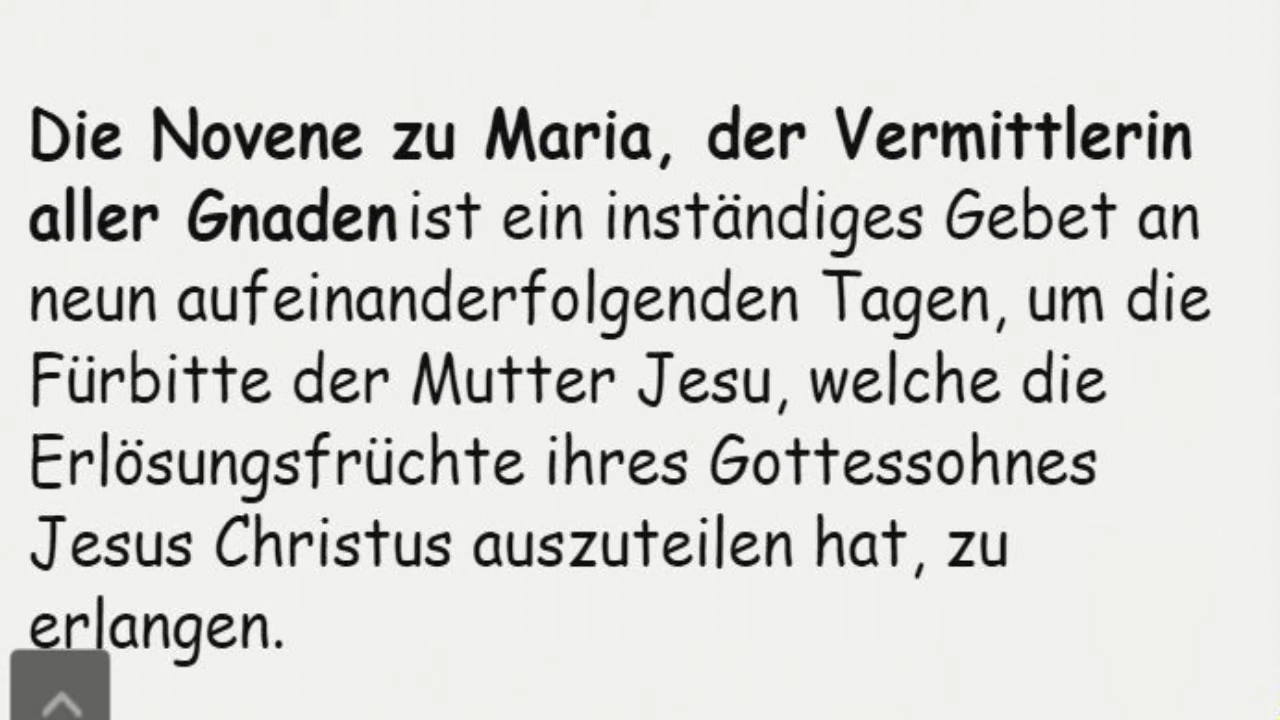 Die Novene zu Maria, der Vermittlerin
aller Gnaden ist ein inständiges Gebet an
neun aufeinanderfolgenden Tagen, um die
Fürbitte der Mutter Jesu, welche die
Erlösungsfrüchte ihres Gottessohnes
Jesus Christus auszuteilen hat, zu
erlangen.